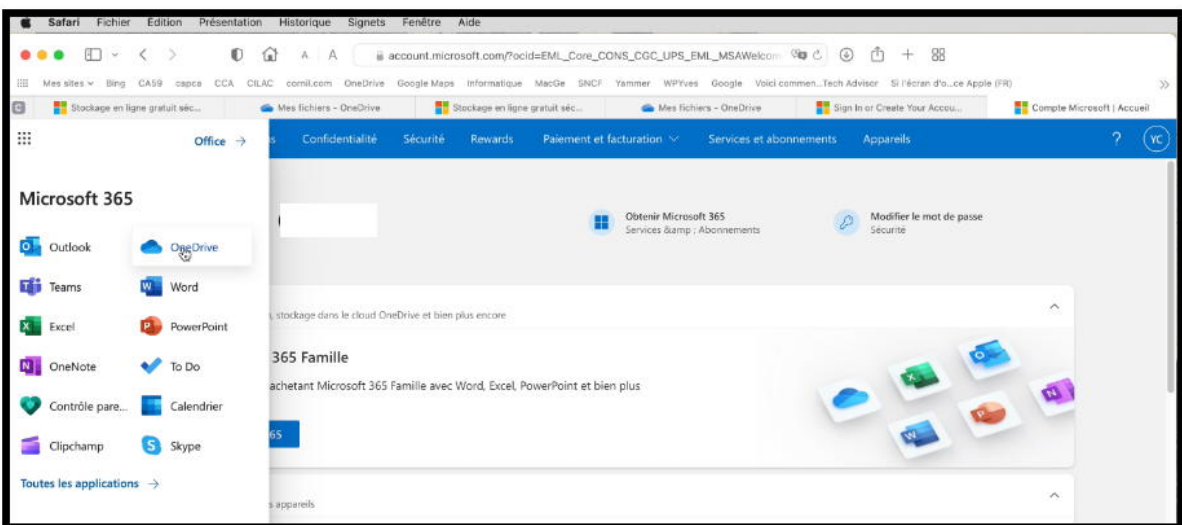 Safari Fichier Édition Présentation Historique Signets Fenêtre Aide
A A account.microsoft.com/?ocid=EML_Core_CONS_CGC_UPS_EML_MSAWelcom
Mes sites Bing CA59 capca CCA CILAC cornil.com OneDrive Google Maps Informatique MacGe SNCF Yammer WPYves Google Voici commen...Tech Advisor Si l'écran d'o...ce Apple (FR)
C Stockage en ligne gratuit séc... Mes fichiers - OneDrive Stockage en ligne gratuit séc... Mes fichiers - OneDrive Sign In or Create Your Accou... Compte Microsoft | Accueil
Office → s Confidentialité Sécurité Rewards Paiement et facturation Services et abonnements Appareils ? YC
Microsoft 365
Obtenir Microsoft 365
Services &amp ; Abonnements
Modifier le mot de passe
Sécurité
Outlook OneDrive
Teams Word
Excel PowerPoint
OneNote To Do
Contrôle pare... Calendrier
Clipchamp Skype
Toutes les applications →
, stockage dans le cloud OneDrive et bien plus encore
365 Famille
achetant Microsoft 365 Famille avec Word, Excel, PowerPoint et bien plus
65
s appareils